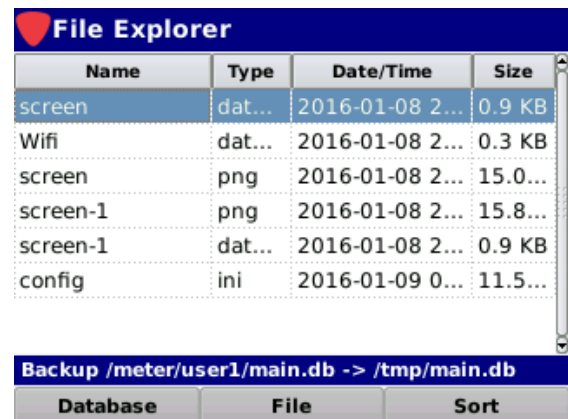 File Explorer
Name Type Date/Time Size
screen dat... 2016-01-08 2... 0.9 KB
Wifi dat... 2016-01-08 2... 0.3 KB
screen png 2016-01-08 2... 15.0...
screen-1 png 2016-01-08 2... 15.8...
screen-1 dat... 2016-01-08 2... 0.9 KB
config ini 2016-01-09 0... 11.5...
Backup /meter/user1/main.db -> /tmp/main.db
Database File Sort